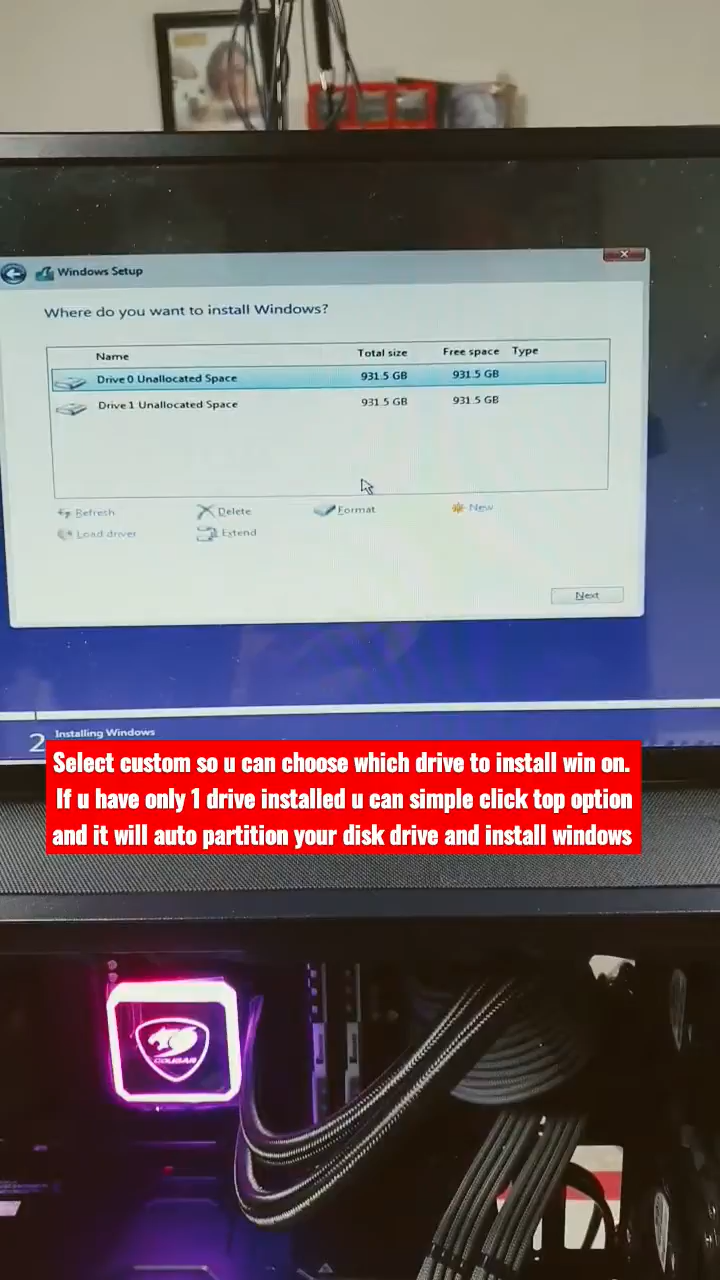 Windows Setup
Where do you want to install Windows?
Name Total size Free space Type
Drive 0 Unallocated Space 931.5 GB 931.5 GB
Drive 1 Unallocated Space 931.5 GB 931.5 GB
Refresh Delete Format New
Load driver Extend
Next
2 Installing Windows
Select custom so u can choose which drive to install win on.
If u have only 1 drive installed u can simple click top option
and it will auto partition your disk drive and install windows
COUGAR